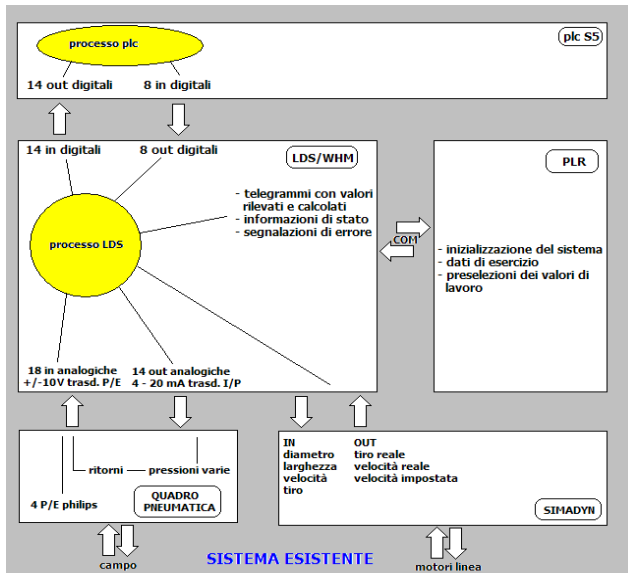 processo plc
plc S5
14 out digitali
8 in digitali
14 in digitali
8 out digitali
LDS/WHM
PLR
- telegrammi con valori
rilevati e calcolati
- informazioni di stato
- segnalazioni di errore
processo LDS
COM
- inizializzazione del sistema
- dati di esercizio
- preselezioni dei valori di
lavoro
18 in analogiche
+/-10V trasd. P/E
14 out analogiche
4 - 20 mA trasd. I/P
ritorni
pressioni varie
4 P/E philips
QUADRO
PNEUMATICA
IN
diametro
larghezza
velocità
tiro
OUT
tiro reale
velocità reale
velocità impostata
SIMADYN
campo
SISTEMA ESISTENTE
motori linea